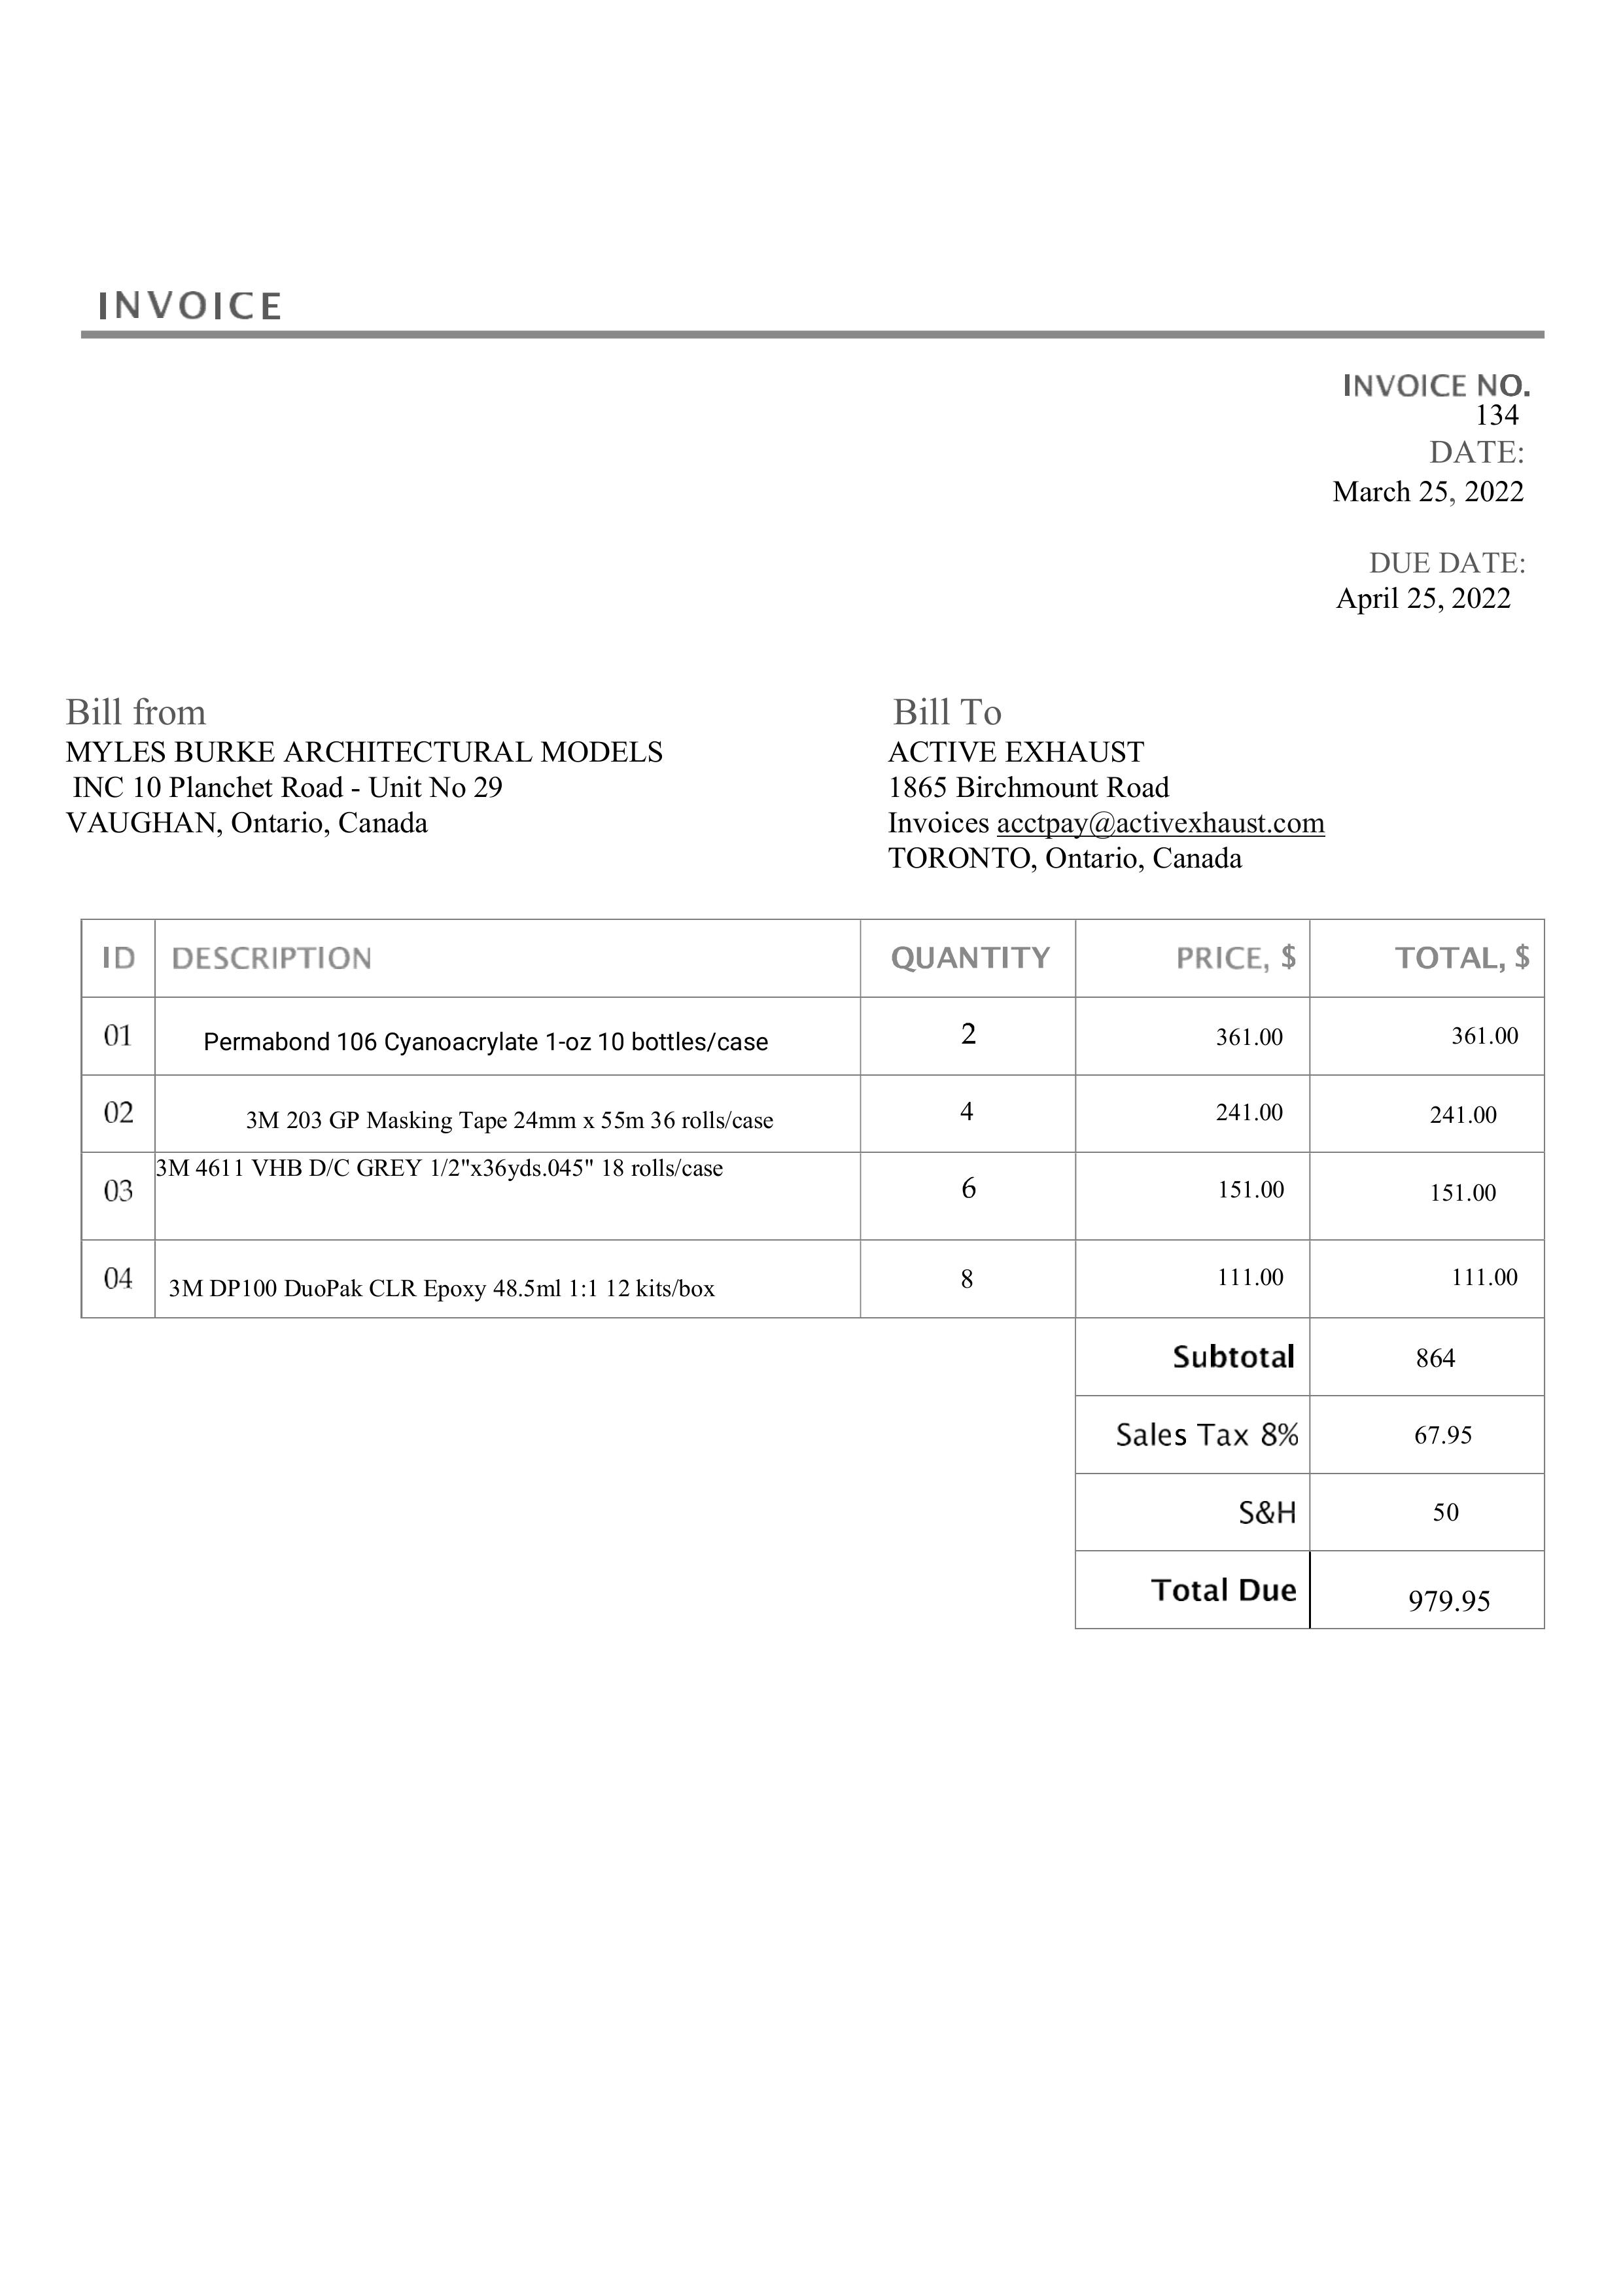 INVOICE
INVOICE NO.
134
DATE:
March 25, 2022
DUE DATE:
April 25, 2022
Bill from
MYLES BURKE ARCHITECTURAL MODELS
INC 10 Planchet Road - Unit No 29
VAUGHAN, Ontario, Canada
Bill To
ACTIVE EXHAUST
1865 Birchmount Road
Invoices acctpay@activexhaust.com
TORONTO, Ontario, Canada
ID DESCRIPTION QUANTITY PRICE, $ TOTAL, $
01 Permabond 106 Cyanoacrylate 1-oz 10 bottles/case 2 361.00 361.00
02 3M 203 GP Masking Tape 24mm x 55m 36 rolls/case 4 241.00 241.00
03 3M 4611 VHB D/C GREY 1/2"x36yds.045" 18 rolls/case 6 151.00 151.00
04 3M DP100 DuoPak CLR Epoxy 48.5ml 1:1 12 kits/box 8 111.00 111.00
Subtotal 864
Sales Tax 8% 67.95
S&H 50
Total Due 979.95